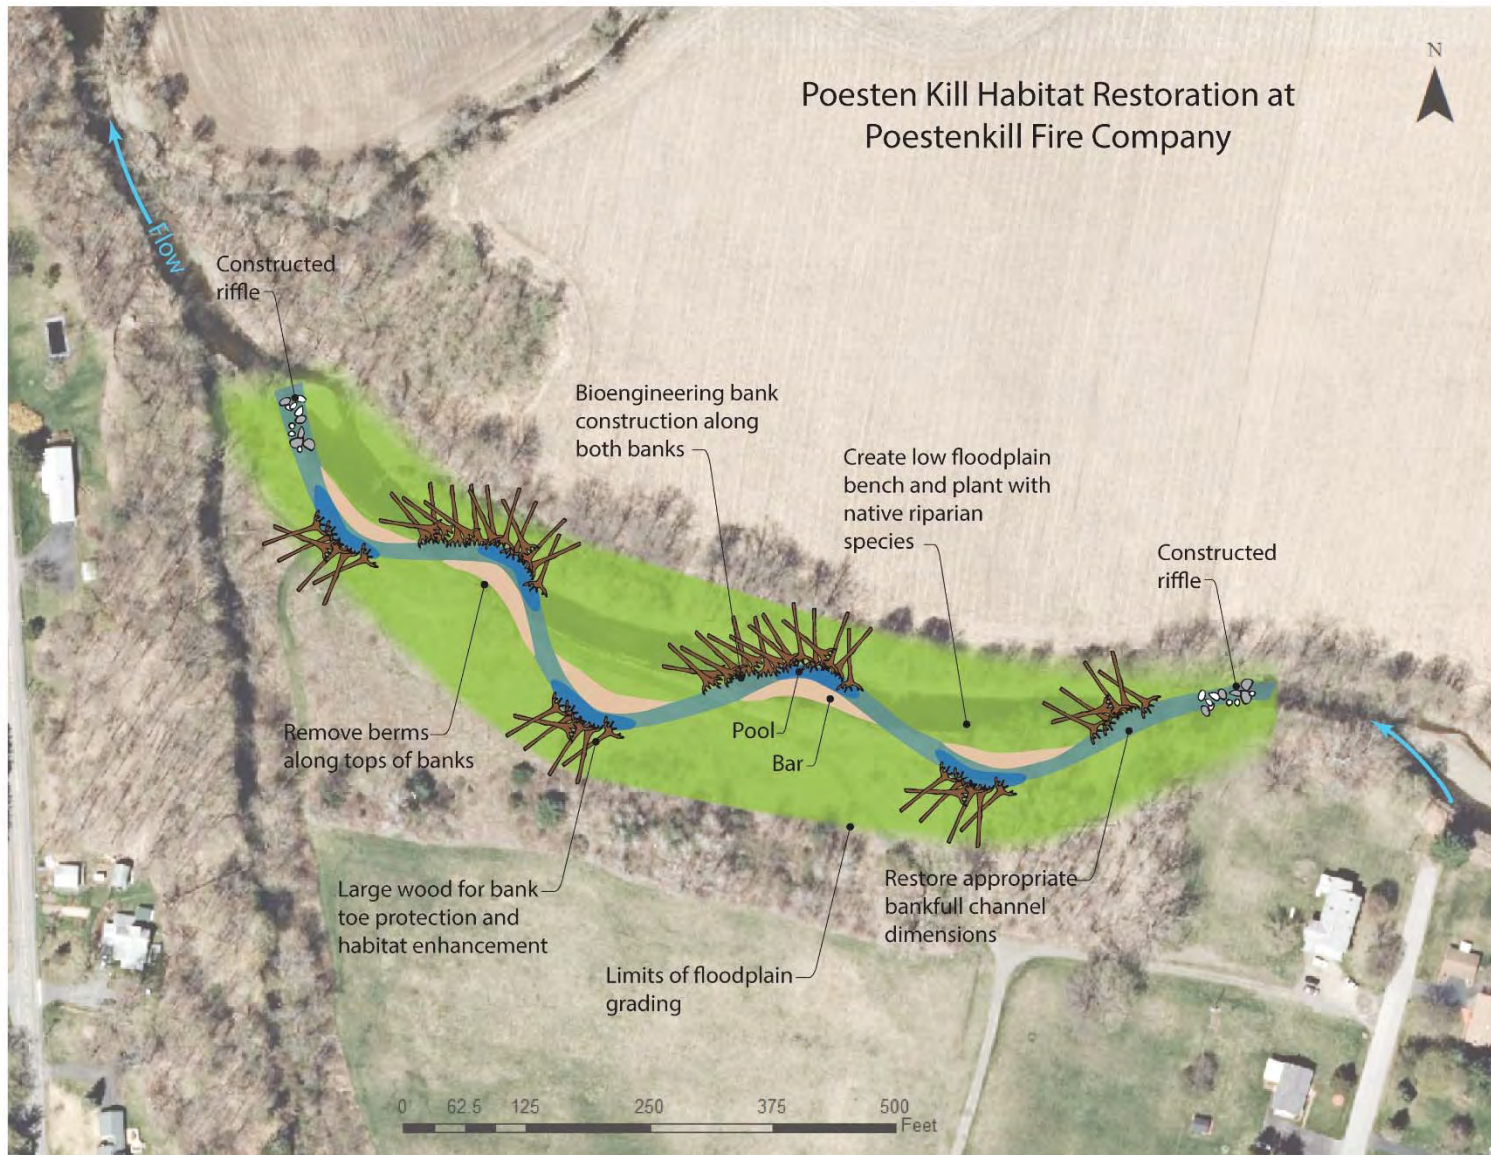 N
Poesten Kill Habitat Restoration at
Poestenkill Fire Company
Flow
Constructed
riffle
Bioengineering bank
construction along
both banks
Create low floodplain
bench and plant with
native riparian
species
Constructed
riffle
Remove berms
along tops of banks
Pool
Bar
Large wood for bank
toe protection and
habitat enhancement
Restore appropriate
bankfull channel
dimensions
Limits of floodplain
grading
0 62.5 125 250 375 500
Feet